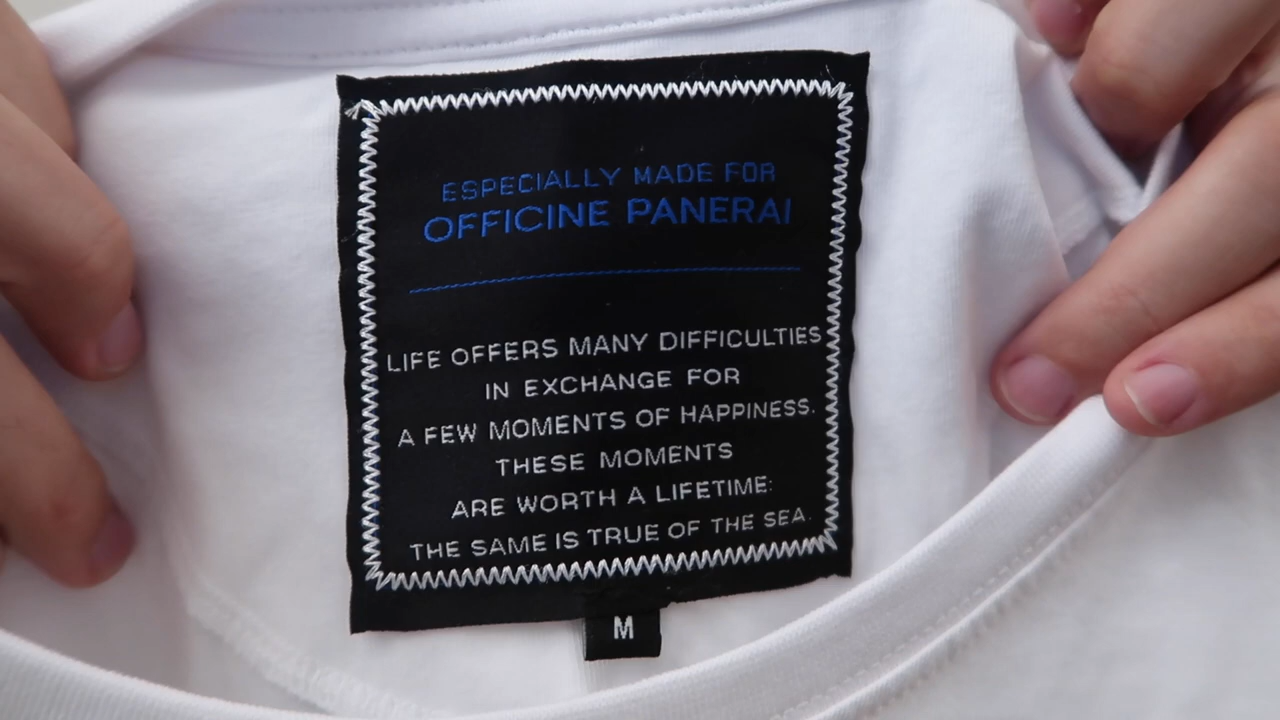 ESPECIALLY MADE FOR
OFFICINE PANERAI
LIFE OFFERS MANY DIFFICULTIES
IN EXCHANGE FOR
A FEW MOMENTS OF HAPPINESS.
THESE MOMENTS
ARE WORTH A LIFETIME:
THE SAME IS TRUE OF THE SEA.
M